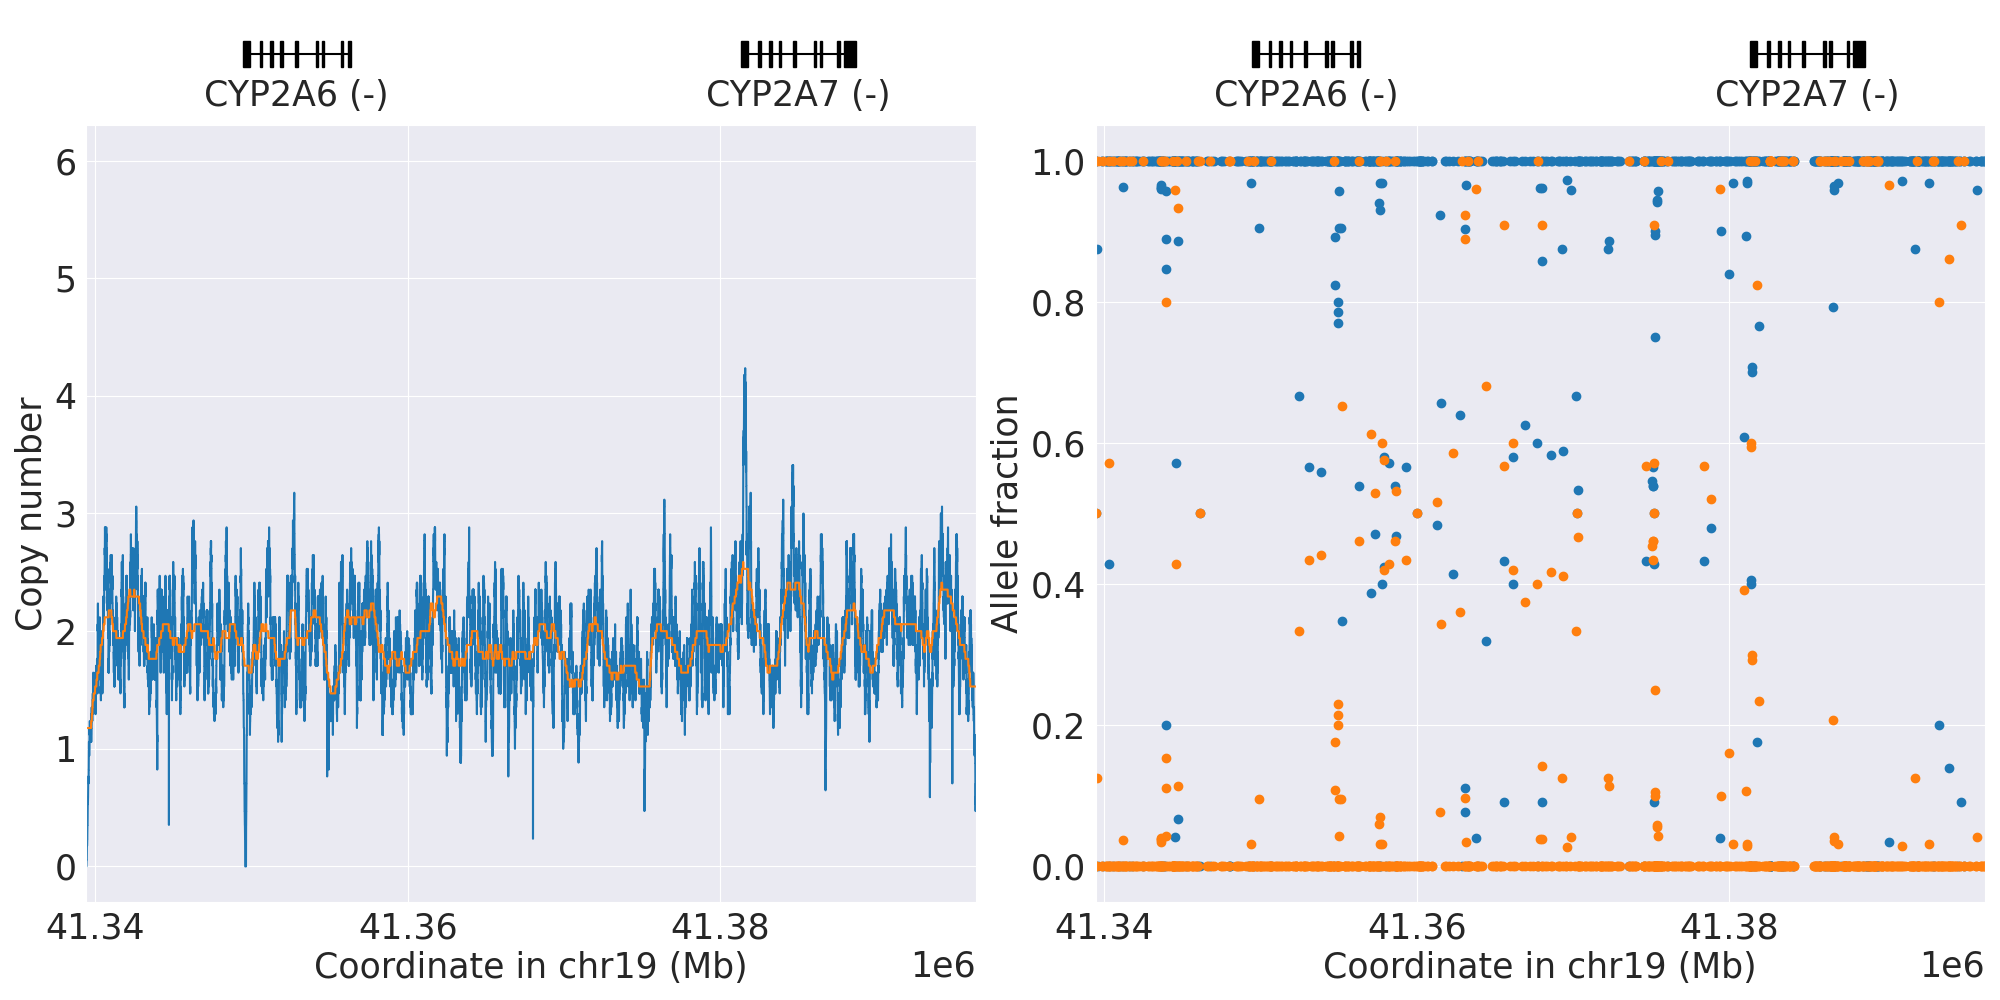 CYP2A6 (-)
CYP2A7 (-)
CYP2A6 (-)
CYP2A7 (-)
6
5
4
3
2
1
0
Copy number
41.34
41.36
41.38
Coordinate in chr19 (Mb)
1e6
1.0
0.8
0.6
0.4
0.2
0.0
Allele fraction
41.34
41.36
41.38
Coordinate in chr19 (Mb)
1e6